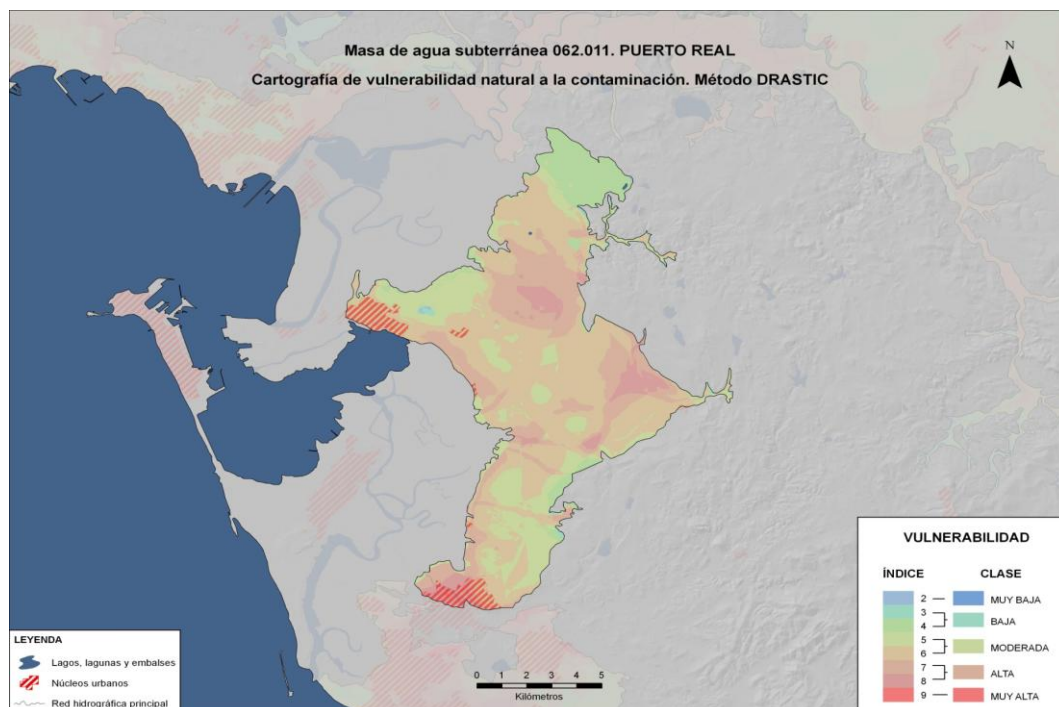 Masa de agua subterránea 062.011. PUERTO REAL
Cartografía de vulnerabilidad natural a la contaminación. Método DRASTIC
N
LEYENDA
Lagos, lagunas y embalses
Núcleos urbanos
Red hidrográfica principal
0 1 2 3 4 5
Kilómetros
VULNERABILIDAD
ÍNDICE CLASE
2 MUY BAJA
3
BAJA
4
5
MODERADA
6
7
ALTA
8
9 MUY ALTA